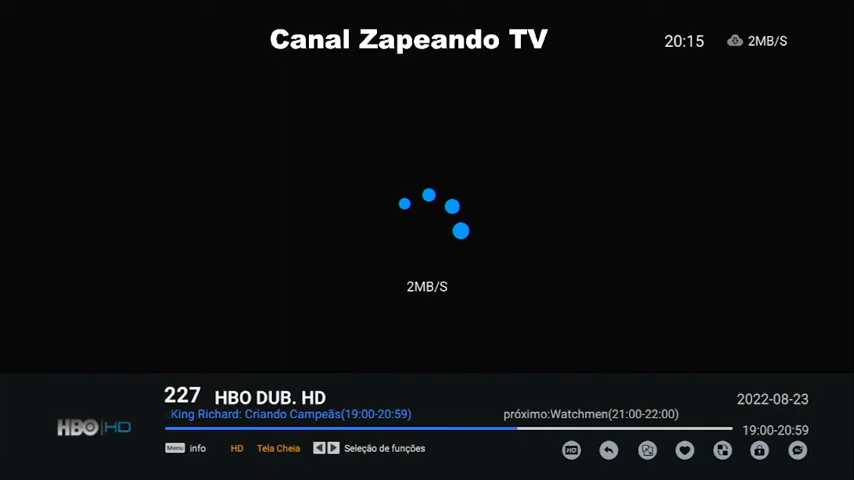 Canal Zapeando TV
20:15 2MB/S
2MB/S
227 HBO DUB. HD
2022-08-23
King Richard: Criando Campeãs(19:00-20:59) próximo:Watchmen(21:00-22:00)
HBO HD
19:00-20:59
Menu info HD Tela Cheia Seleção de funções HD